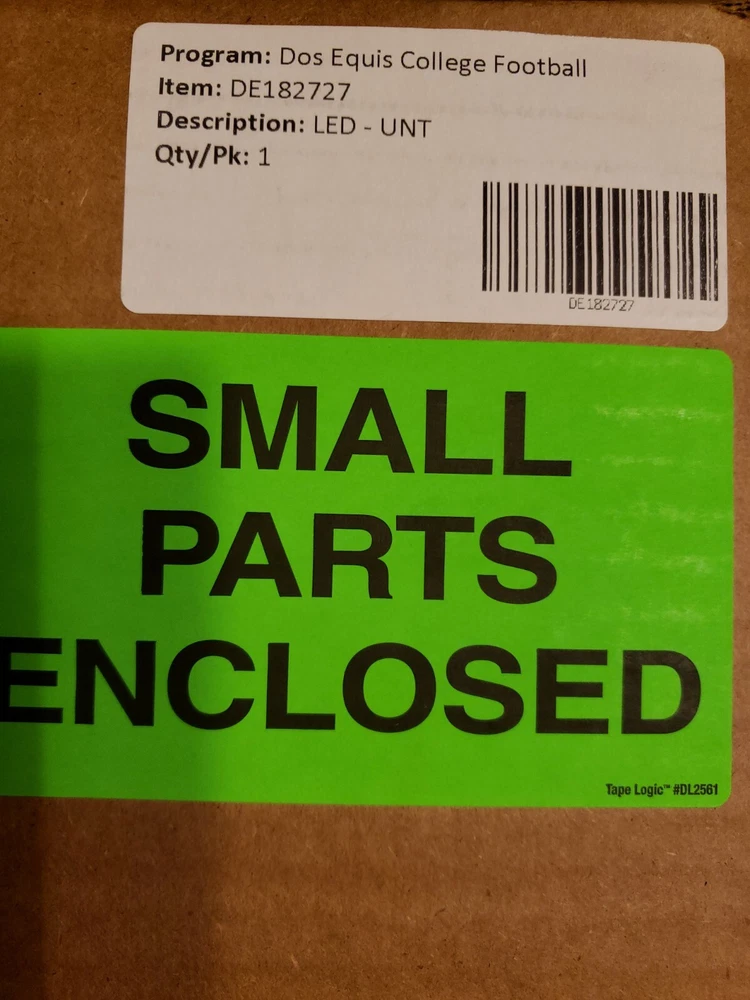 Program: Dos Equis College Football
Item: DE182727
Description: LED - UNT
Qty/Pk: 1
DE182727
SMALL
PARTS
ENCLOSED
Tape Logic™ #DL2561